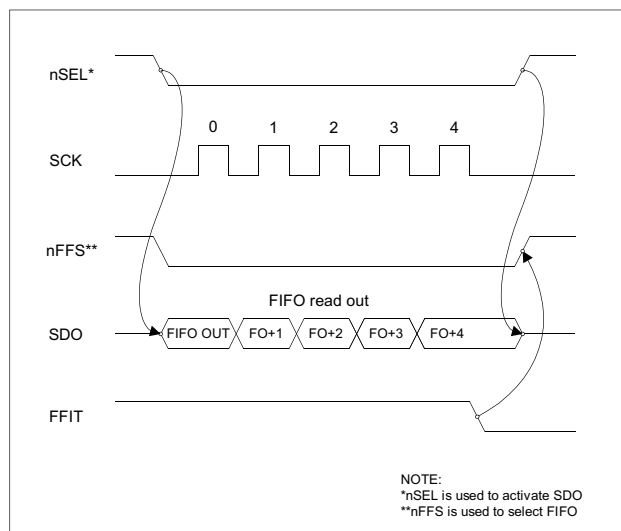 nSEL*
0 1 2 3 4
SCK
nFFS**
FIFO read out
SDO
FIFO OUT FO+1 FO+2 FO+3 FO+4
FFIT
NOTE:
*nSEL is used to activate SDO
**nFFS is used to select FIFO